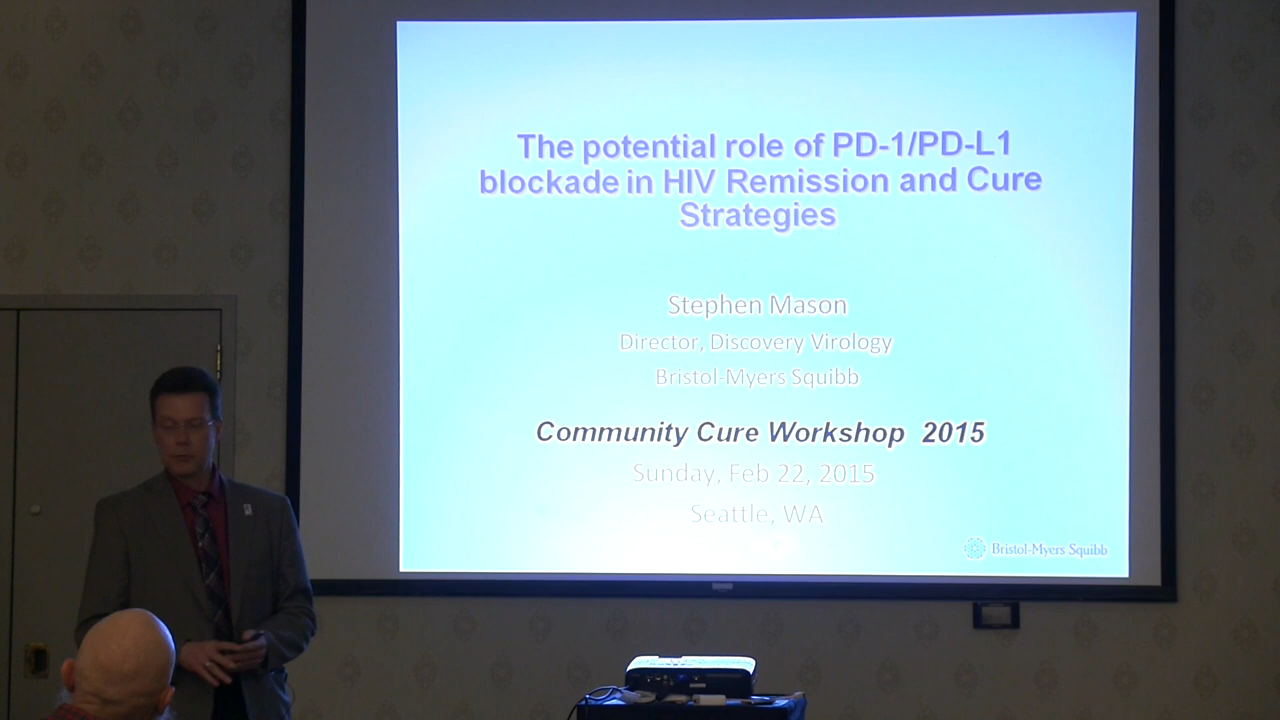 The potential role of PD-1/PD-L1
blockade in HIV Remission and Cure
Strategies
Stephen Mason
Director, Discovery Virology
Bristol-Myers Squibb
Community Cure Workshop 2015
Sunday, Feb 22, 2015
Seattle, WA
Bristol-Myers Squibb